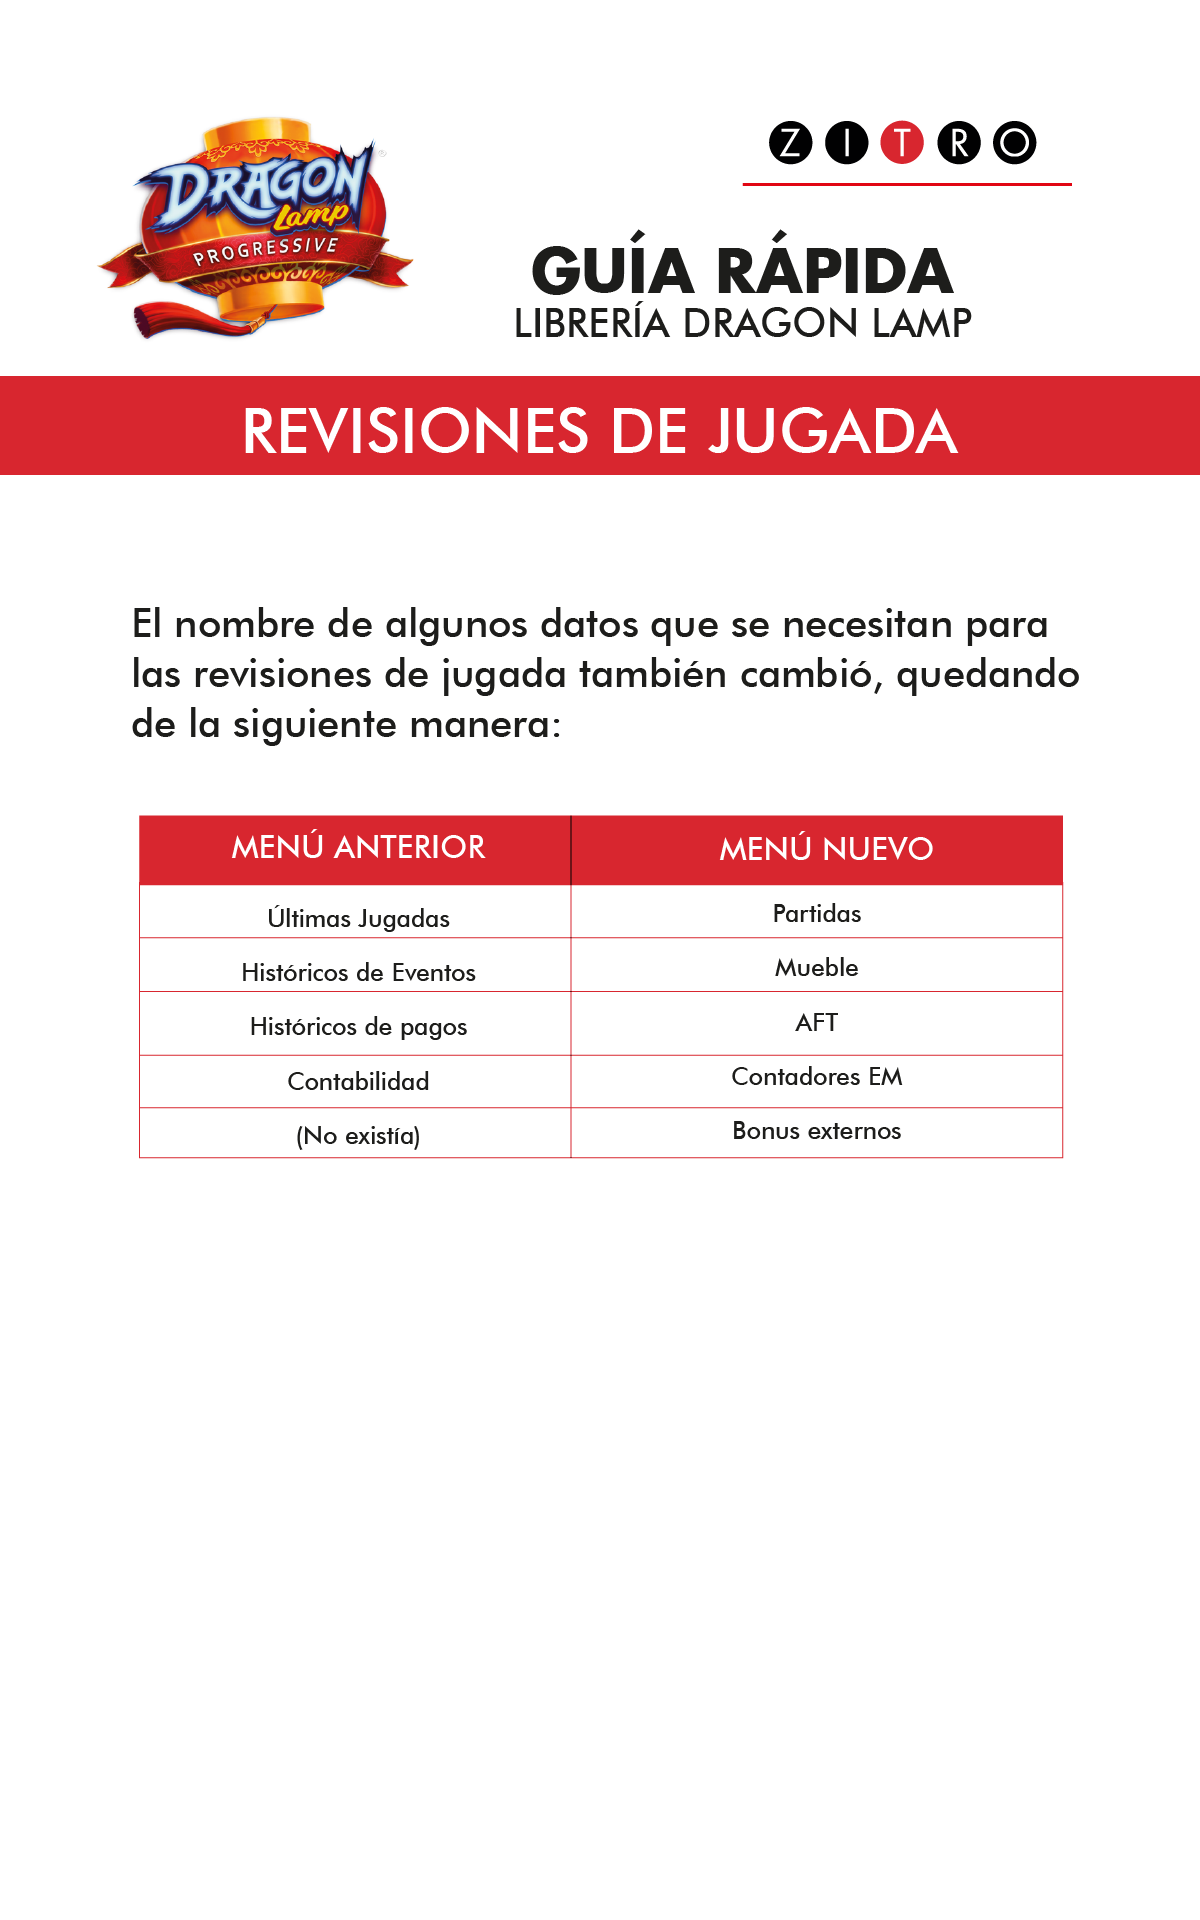 DRAGON
Lamp
PROGRESSIVE
®
ZITRO
GUÍA RÁPIDA
LIBRERÍA DRAGON LAMP
REVISIONES DE JUGADA
El nombre de algunos datos que se necesitan para
las revisiones de jugada también cambió, quedando
de la siguiente manera:
MENÚ ANTERIOR MENÚ NUEVO
Últimas Jugadas Partidas
Históricos de Eventos Mueble
Históricos de pagos AFT
Contabilidad Contadores EM
(No existía) Bonus externos